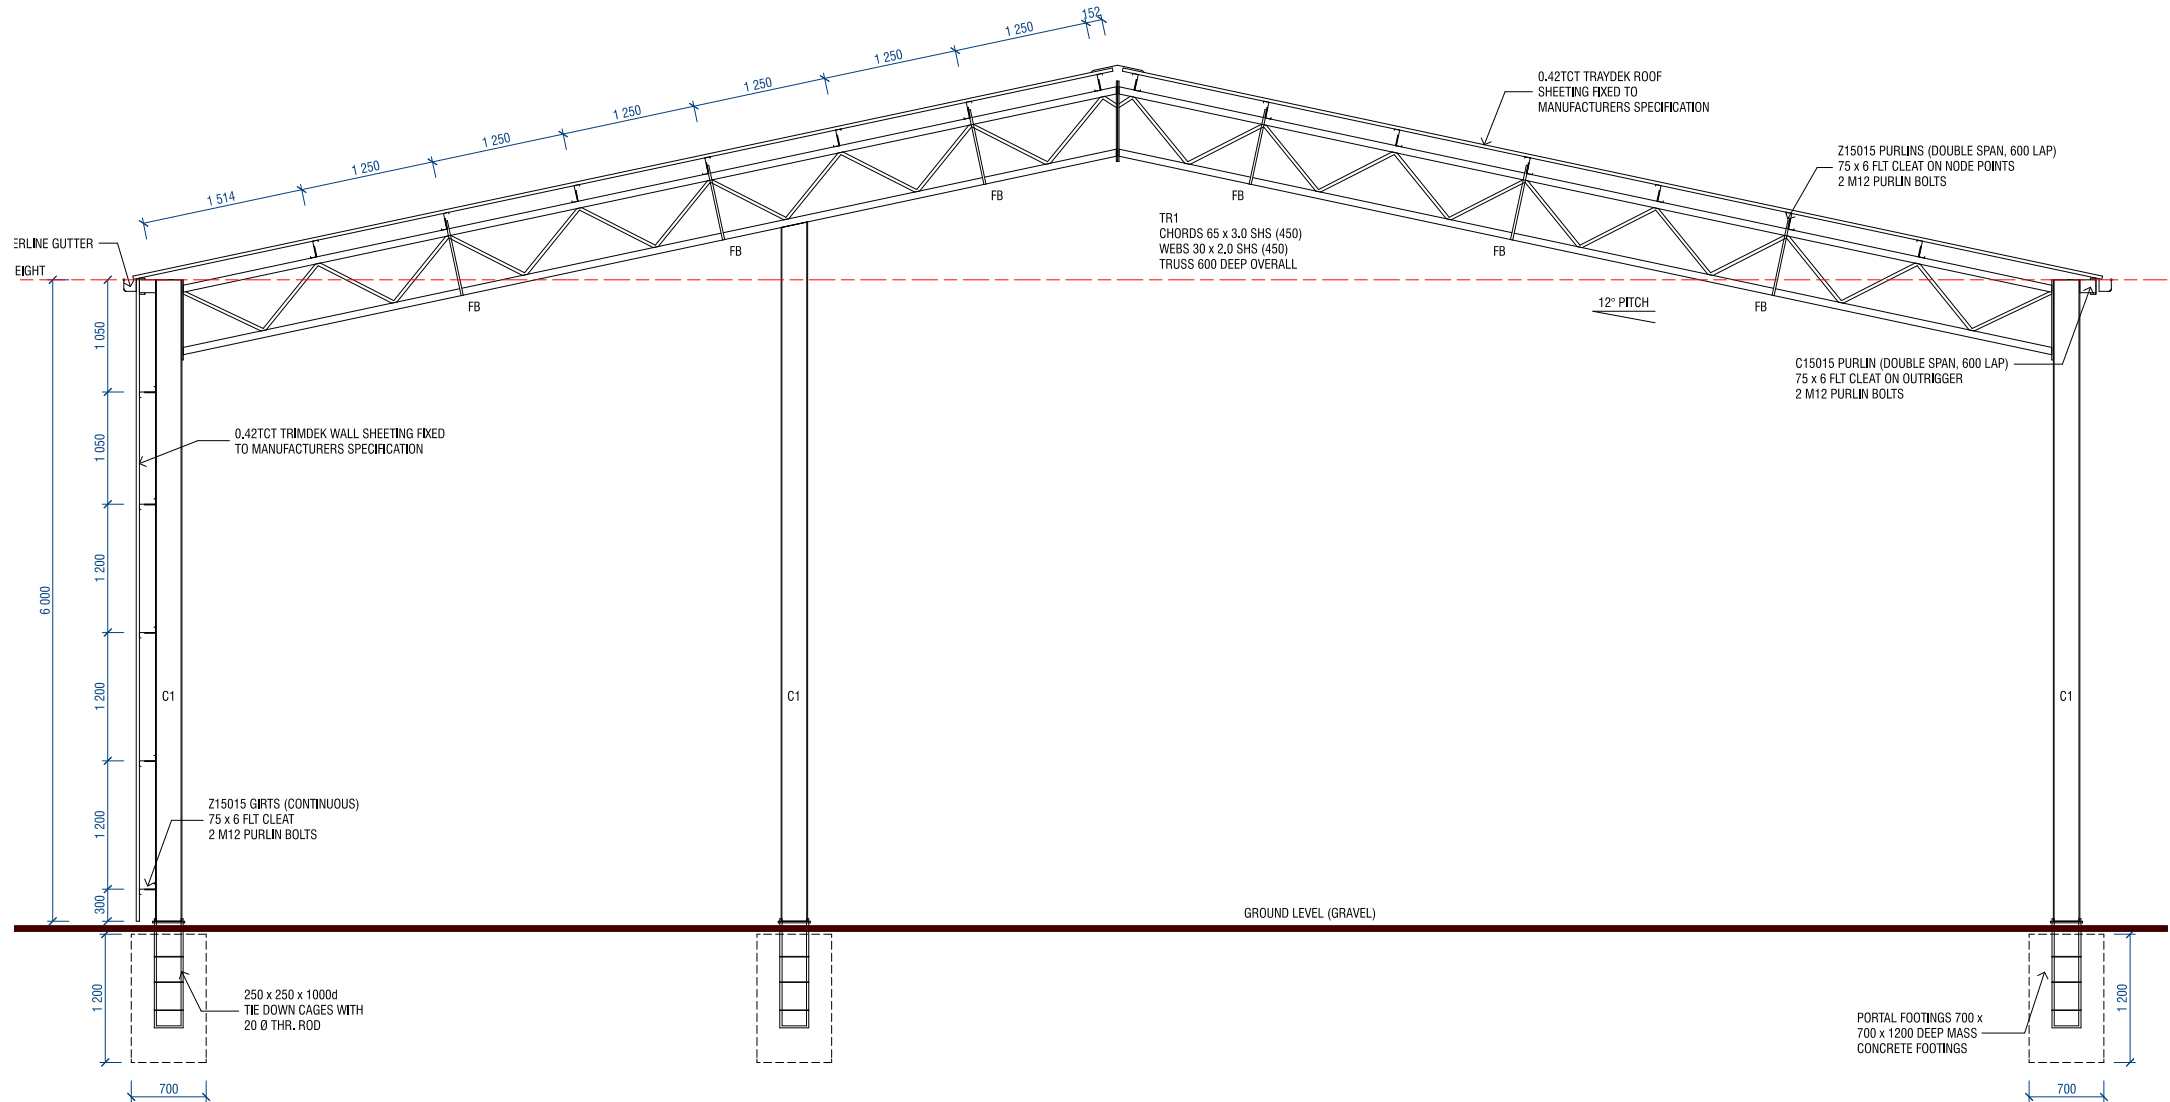 152
1 250
1 250
1 250
1 250
1 250
1 250
1 514
0.42TCT TRAYDEK ROOF
SHEETING FIXED TO
MANUFACTURERS SPECIFICATION
Z15015 PURLINS (DOUBLE SPAN, 600 LAP)
75 x 6 FLT CLEAT ON NODE POINTS
2 M12 PURLIN BOLTS
ERLINE GUTTER
EIGHT
FB
FB
FB
FB
FB
FB
TR1
CHORDS 65 x 3.0 SHS (450)
WEBS 30 x 2.0 SHS (450)
TRUSS 600 DEEP OVERALL
12° PITCH
C15015 PURLIN (DOUBLE SPAN, 600 LAP)
75 x 6 FLT CLEAT ON OUTRIGGER
2 M12 PURLIN BOLTS
0.42TCT TRIMDEK WALL SHEETING FIXED
TO MANUFACTURERS SPECIFICATION
6 000
1 050
1 050
1 200
1 200
1 200
300
C1
C1
C1
Z15015 GIRTS (CONTINUOUS)
75 x 6 FLT CLEAT
2 M12 PURLIN BOLTS
GROUND LEVEL (GRAVEL)
1 200
250 x 250 x 1000d
TIE DOWN CAGES WITH
20 Ø THR. ROD
PORTAL FOOTINGS 700 x
700 x 1200 DEEP MASS
CONCRETE FOOTINGS
1 200
700
700